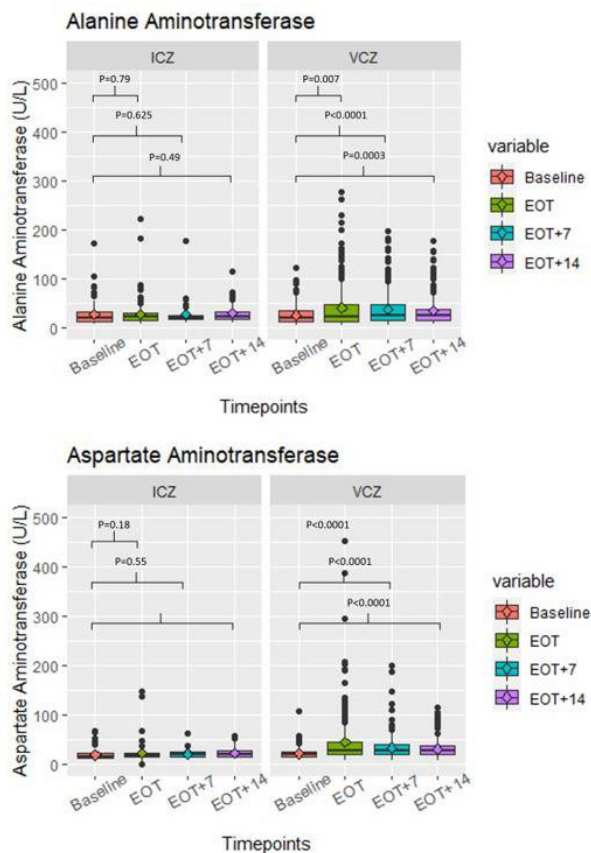 Alanine Aminotransferase
ICZ
VCZ
Alanine Aminotransferase (U/L)
500
400
300
200
100
0
P=0.79
P=0.625
P=0.49
P=0.007
P<0.0001
P=0.0003
Baseline
EOT
EOT+7
EOT+14
Baseline
EOT
EOT+7
EOT+14
Timepoints
variable
Baseline
EOT
EOT+7
EOT+14
Aspartate Aminotransferase
ICZ
VCZ
Aspartate Aminotransferase (U/L)
500
400
300
200
100
0
P=0.18
P=0.55
P<0.0001
P<0.0001
P<0.0001
Baseline
EOT
EOT+7
EOT+14
Baseline
EOT
EOT+7
EOT+14
Timepoints
variable
Baseline
EOT
EOT+7
EOT+14